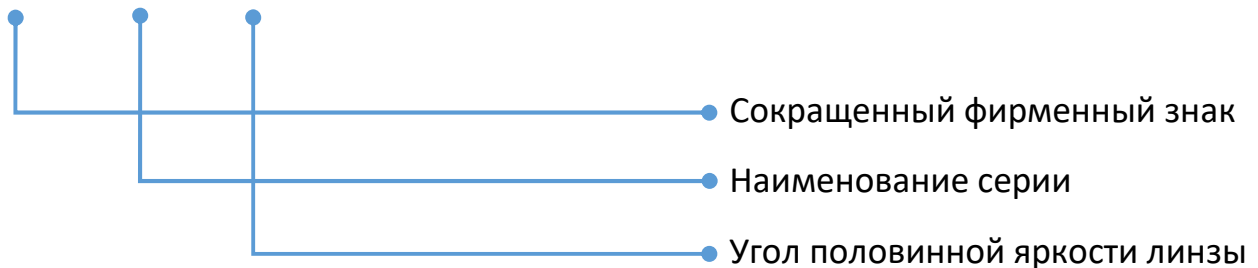 Сокращенный фирменный знак
Наименование серии
Угол половинной яркости линзы